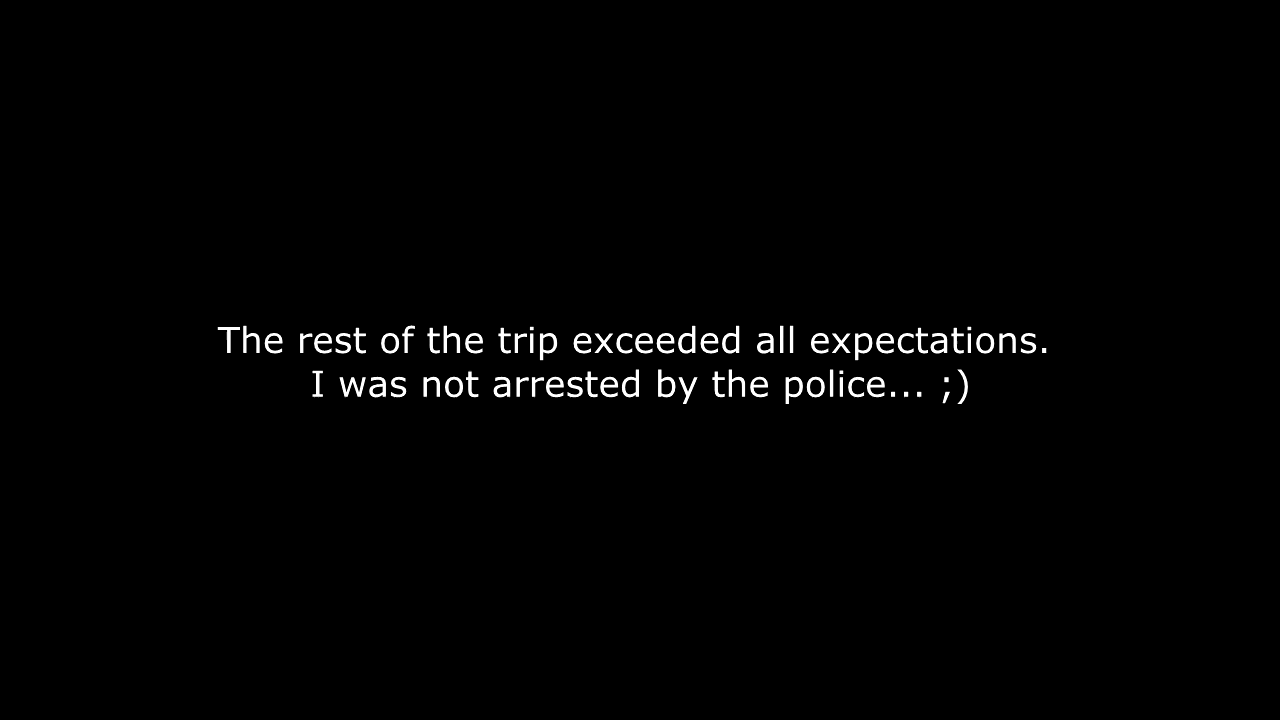 The rest of the trip exceeded all expectations.
I was not arrested by the police... ;)